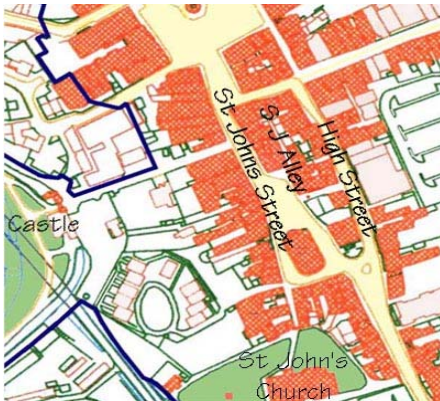 St Johns Street
S J Alley
High Street
Castle
St John's
Church